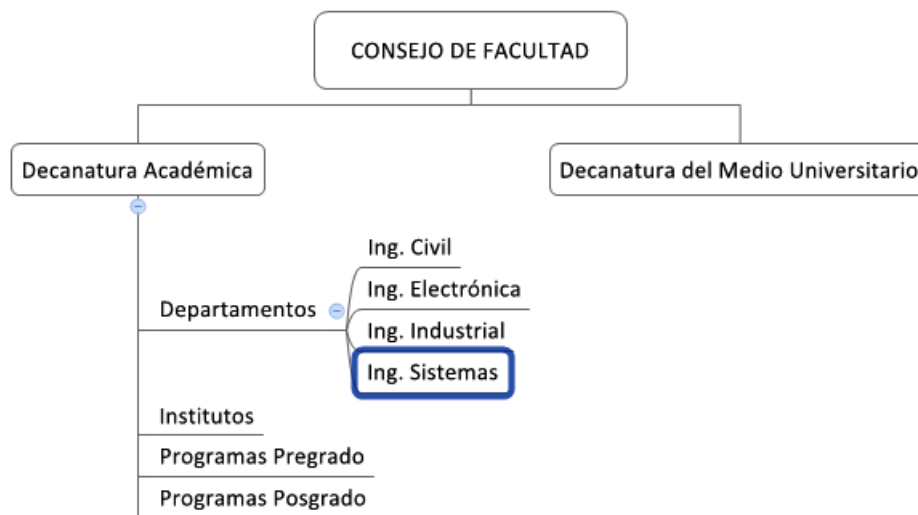 CONSEJO DE FACULTAD
Decanatura Académica
Decanatura del Medio Universitario
Departamentos
Ing. Civil
Ing. Electrónica
Ing. Industrial
Ing. Sistemas
Institutos
Programas Pregrado
Programas Posgrado